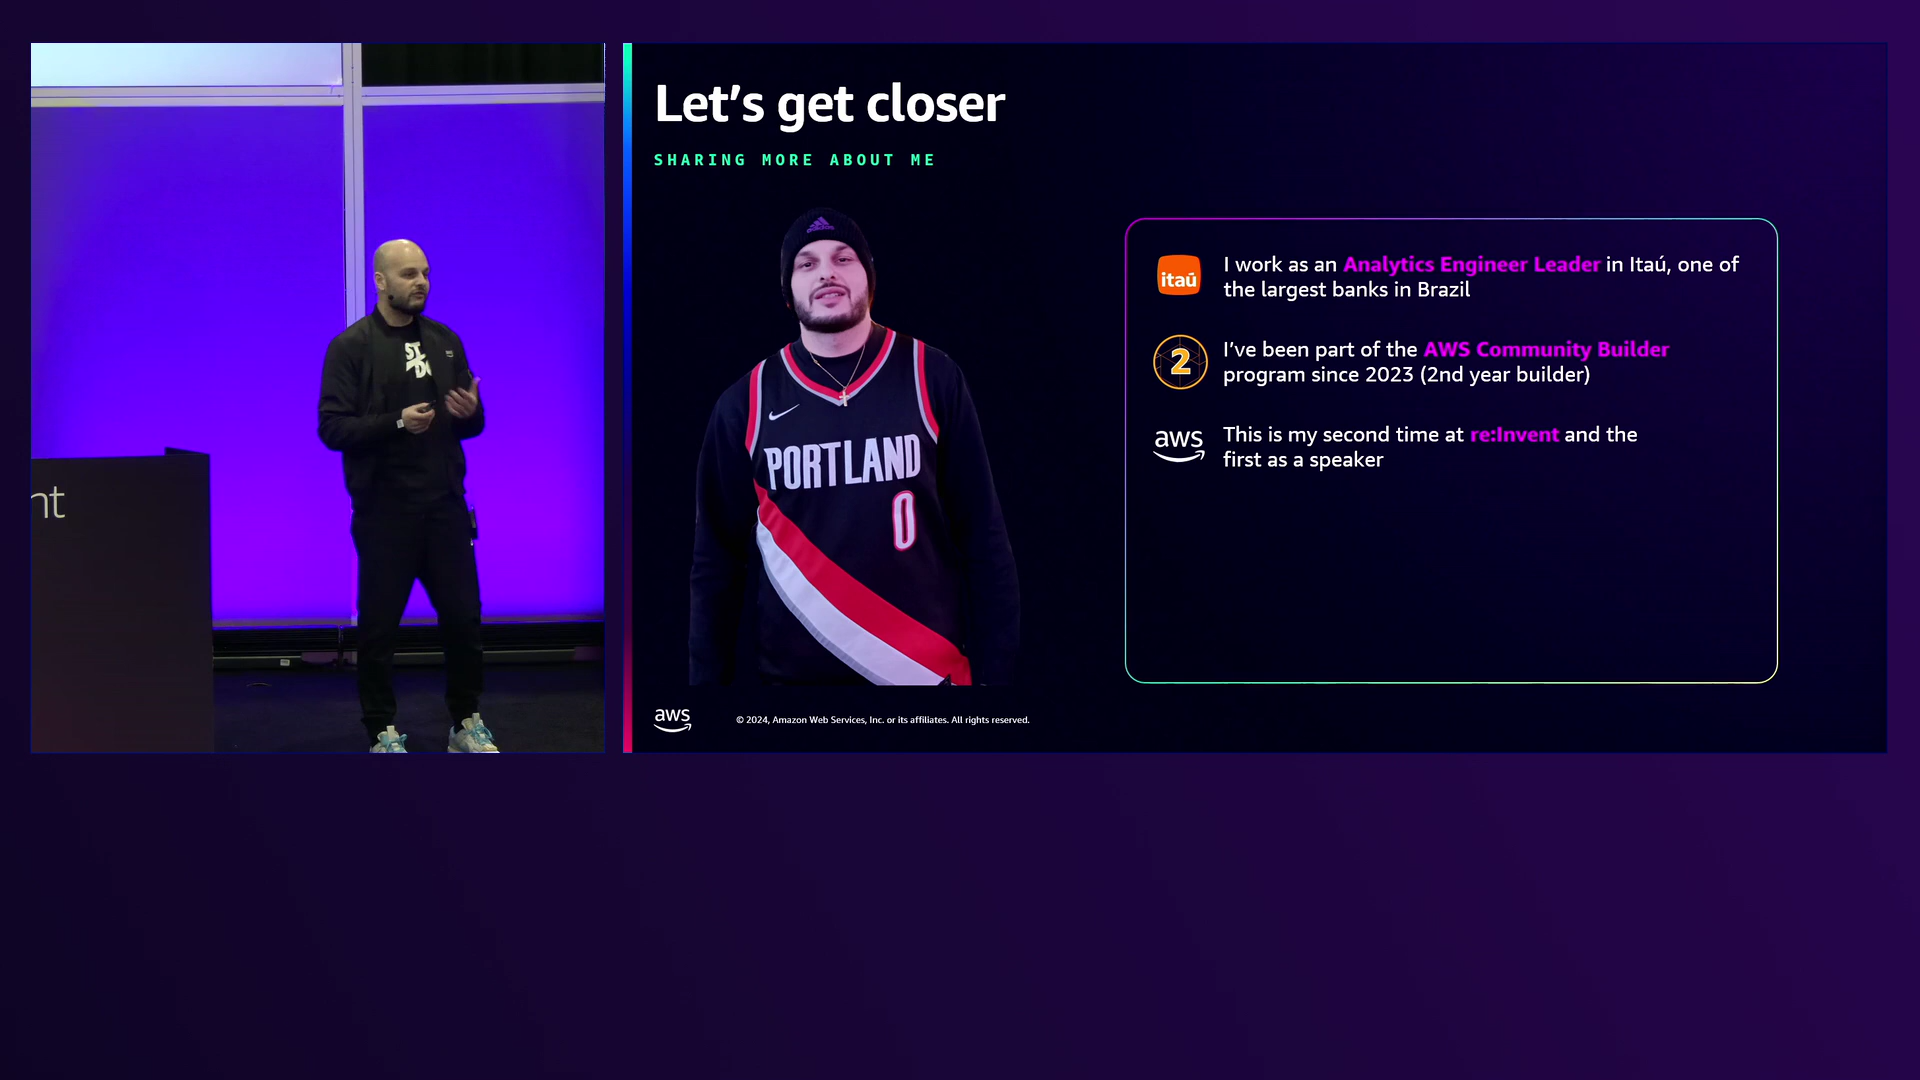 Let's get closer
SHARING MORE ABOUT ME
adidas
PORTLAND
0
itaú
I work as an Analytics Engineer Leader in Itaú, one of
the largest banks in Brazil
2
I've been part of the AWS Community Builder
program since 2023 (2nd year builder)
aws
This is my second time at re:Invent and the
first as a speaker
nt
aws
© 2024, Amazon Web Services, Inc. or its affiliates. All rights reserved.